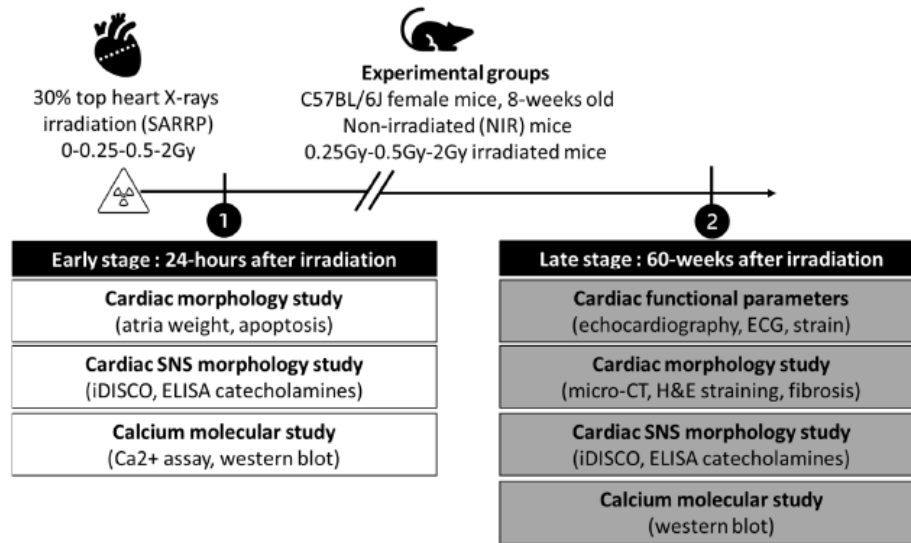 30% top heart X-rays
irradiation (SARRP)
0-0.25-0.5-2Gy
Experimental groups
C57BL/6J female mice, 8-weeks old
Non-irradiated (NIR) mice
0.25Gy-0.5Gy-2Gy irradiated mice
1
2
Early stage : 24-hours after irradiation
Cardiac morphology study
(atria weight, apoptosis)
Cardiac SNS morphology study
(iDISCO, ELISA catecholamines)
Calcium molecular study
(Ca2+ assay, western blot)
Late stage : 60-weeks after irradiation
Cardiac functional parameters
(echocardiography, ECG, strain)
Cardiac morphology study
(micro-CT, H&E straining, fibrosis)
Cardiac SNS morphology study
(iDISCO, ELISA catecholamines)
Calcium molecular study
(western blot)